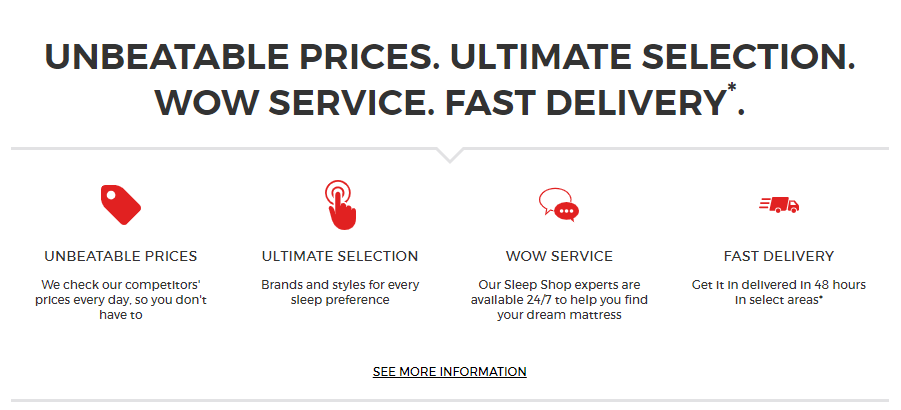 UNBEATABLE PRICES. ULTIMATE SELECTION.
WOW SERVICE. FAST DELIVERY*.
UNBEATABLE PRICES
We check our competitors'
prices every day, so you don't
have to
ULTIMATE SELECTION
Brands and styles for every
sleep preference
WOW SERVICE
Our Sleep Shop experts are
available 24/7 to help you find
your dream mattress
FAST DELIVERY
Get it in delivered in 48 hours
in select areas*
SEE MORE INFORMATION